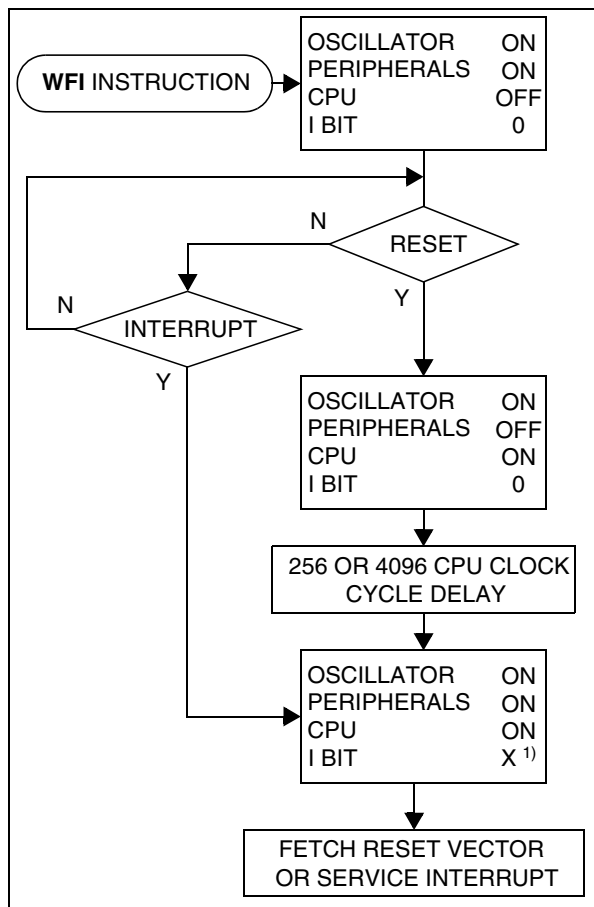 WFI INSTRUCTION
OSCILLATOR ON
PERIPHERALS ON
CPU OFF
I BIT 0
N
RESET
Y
N
INTERRUPT
Y
OSCILLATOR ON
PERIPHERALS OFF
CPU ON
I BIT 0
256 OR 4096 CPU CLOCK
CYCLE DELAY
OSCILLATOR ON
PERIPHERALS ON
CPU ON
I BIT X 1)
FETCH RESET VECTOR
OR SERVICE INTERRUPT